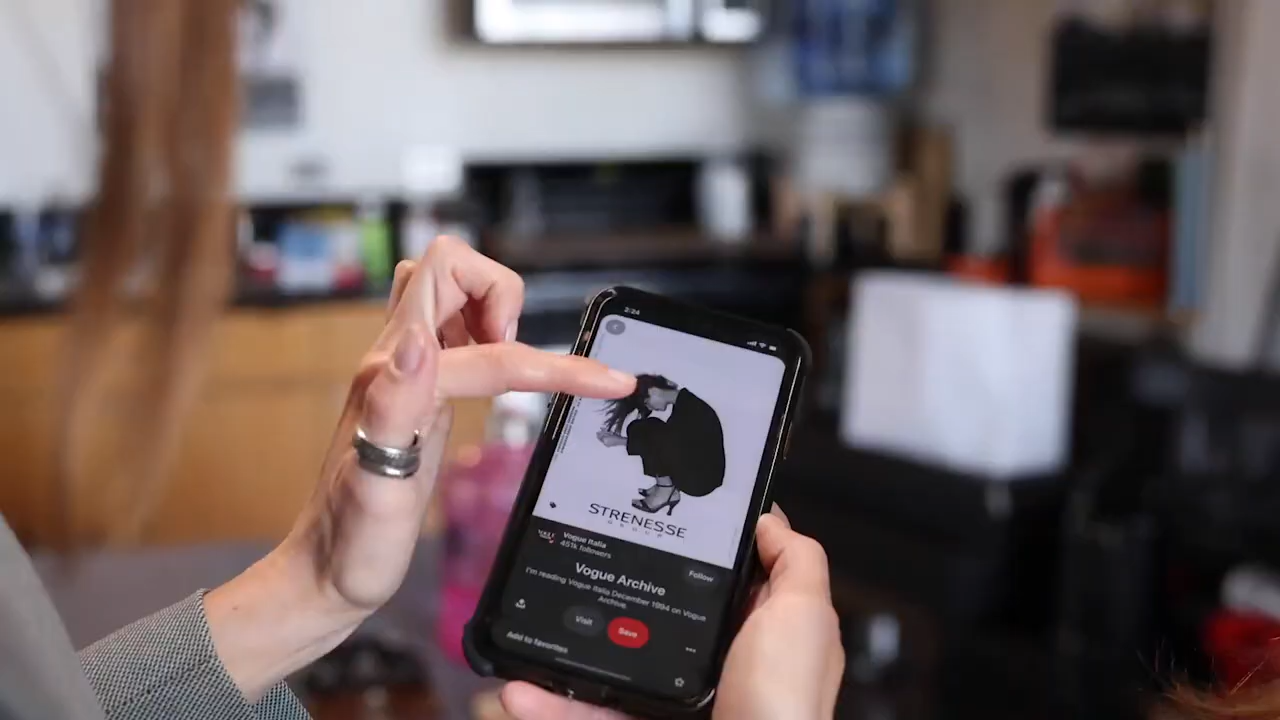 2:24
STRENESSE
GROUP
Vogue Italia
451k followers
Follow
Vogue Archive
I'm reading Vogue Italia December 1994 on Vogue
Archive.
Visit
Save
Add to favorites